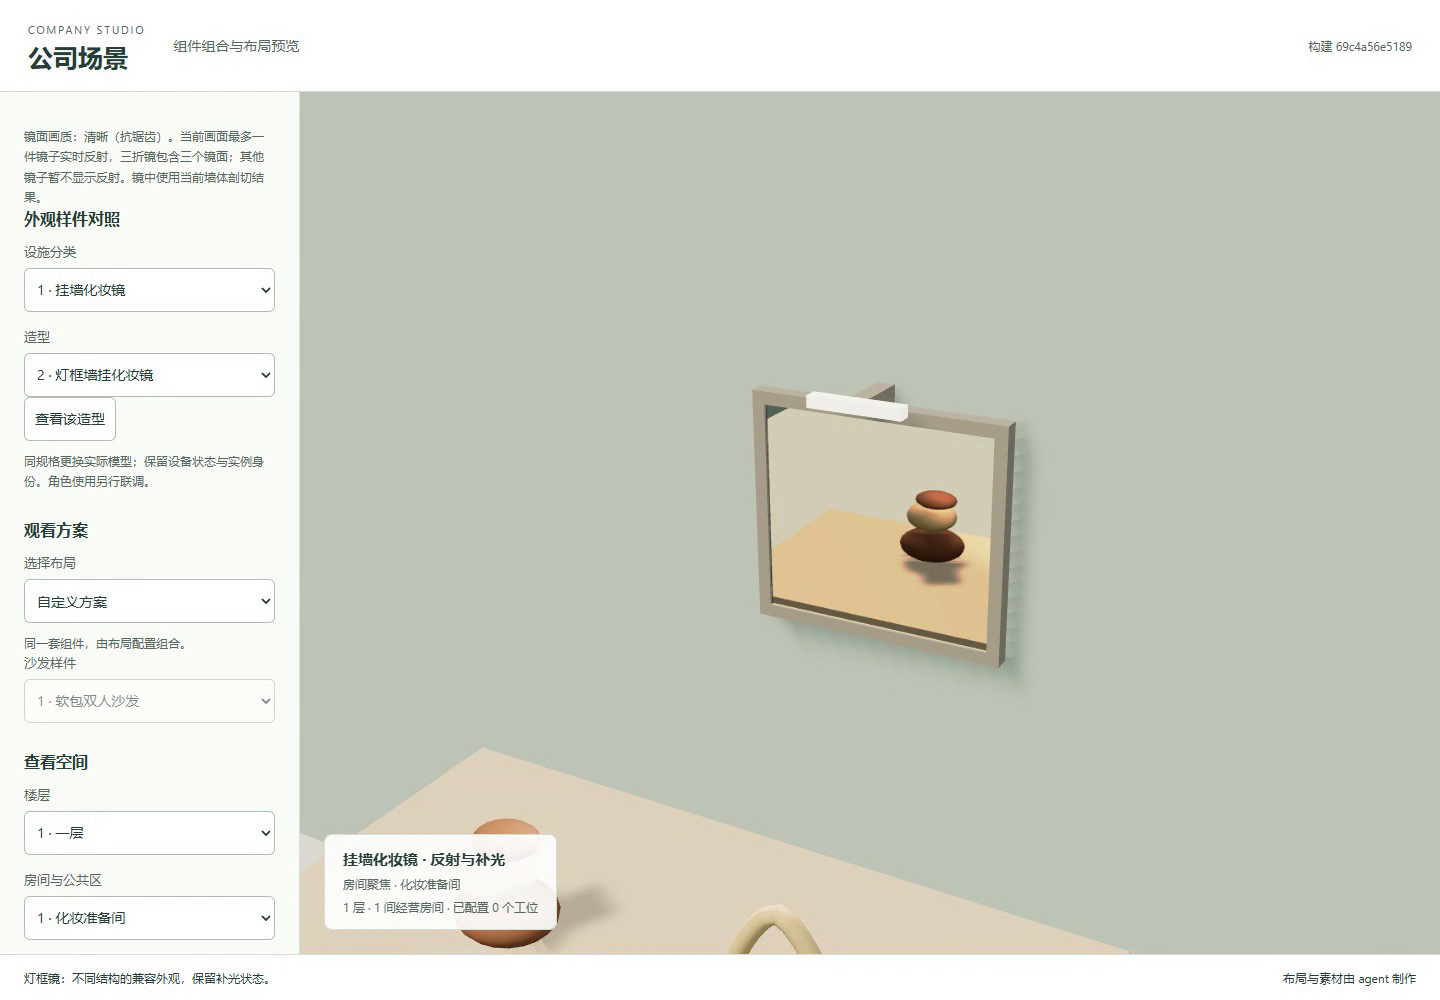 COMPANY STUDIO
公司场景
组件组合与布局预览
构建 69c4a56e5189
镜面画质：清晰（抗锯齿）。当前画面最多一
件镜子实时反射，三折镜包含三个镜面；其他
镜子暂不显示反射。镜中使用当前墙体剖切结
果。
外观样件对照
设施分类
1 · 挂墙化妆镜
造型
2 · 灯框墙挂化妆镜
查看该造型
同规格更换实际模型；保留设备状态与实例身
份。角色使用另行联调。
观看方案
选择布局
自定义方案
同一套组件，由布局配置组合。
沙发样件
1 · 软包双人沙发
查看空间
楼层
1 · 一层
房间与公共区
1 · 化妆准备间
挂墙化妆镜 · 反射与补光
房间聚焦 · 化妆准备间
1 层 · 1 间经营房间 · 已配置 0 个工位
灯框镜：不同结构的兼容外观，保留补光状态。
布局与素材由 agent 制作